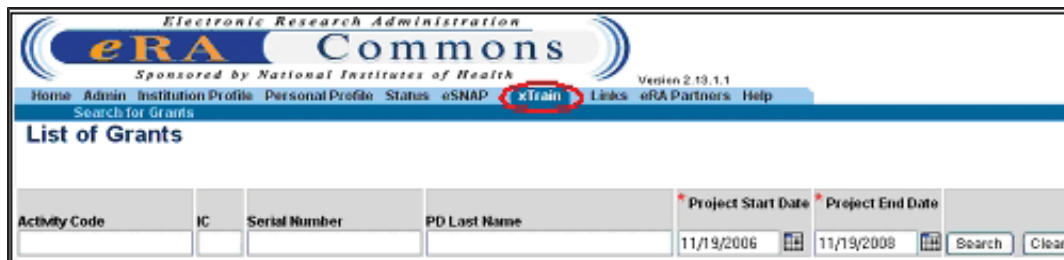 Electronic Research Administration
eRA Commons
Sponsored by National Institutes of Health
Version 2.13.1.1
Home Admin Institution Profile Personal Profile Status eSNAP xTrain Links eRA Partners Help
Search for Grants
List of Grants
* Project Start Date * Project End Date
Activity Code IC Serial Number PD Last Name
11/19/2006 11/19/2008 Search Clear